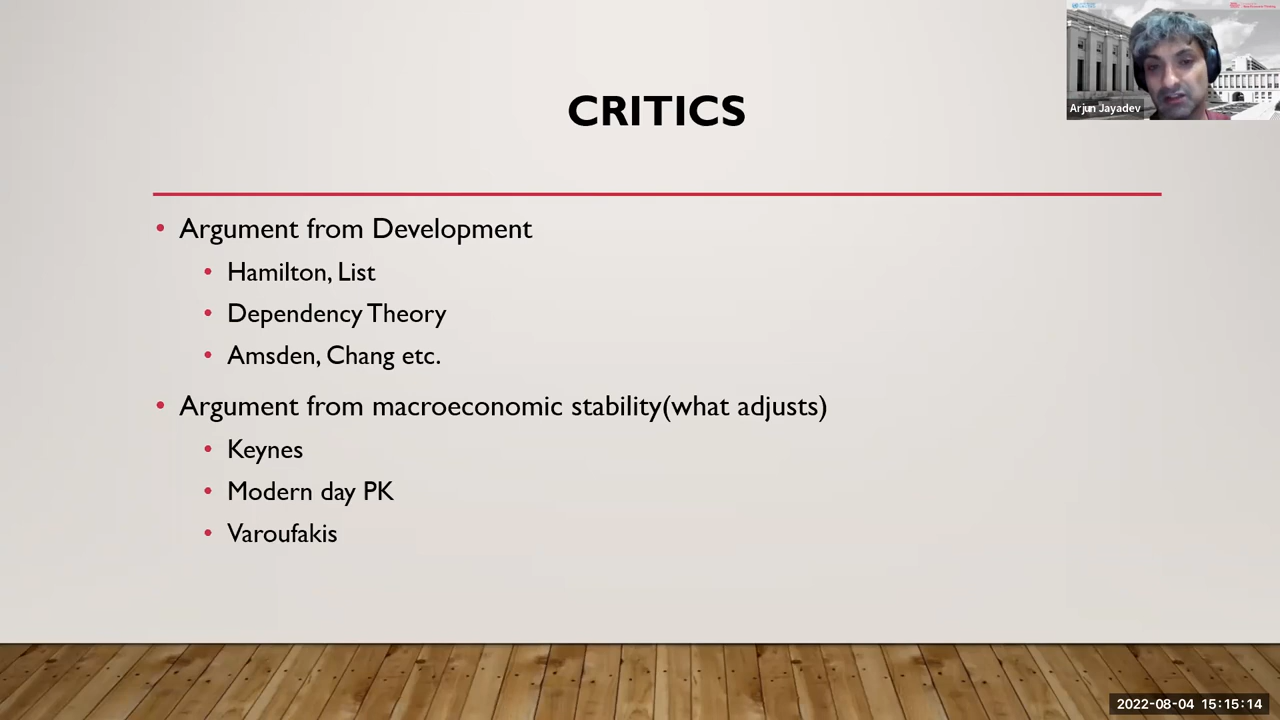 CRITICS
Arjun Jayadev
• Argument from Development
• Hamilton, List
• Dependency Theory
• Amsden, Chang etc.
• Argument from macroeconomic stability(what adjusts)
• Keynes
• Modern day PK
• Varoufakis
2022-08-04 15:15:14